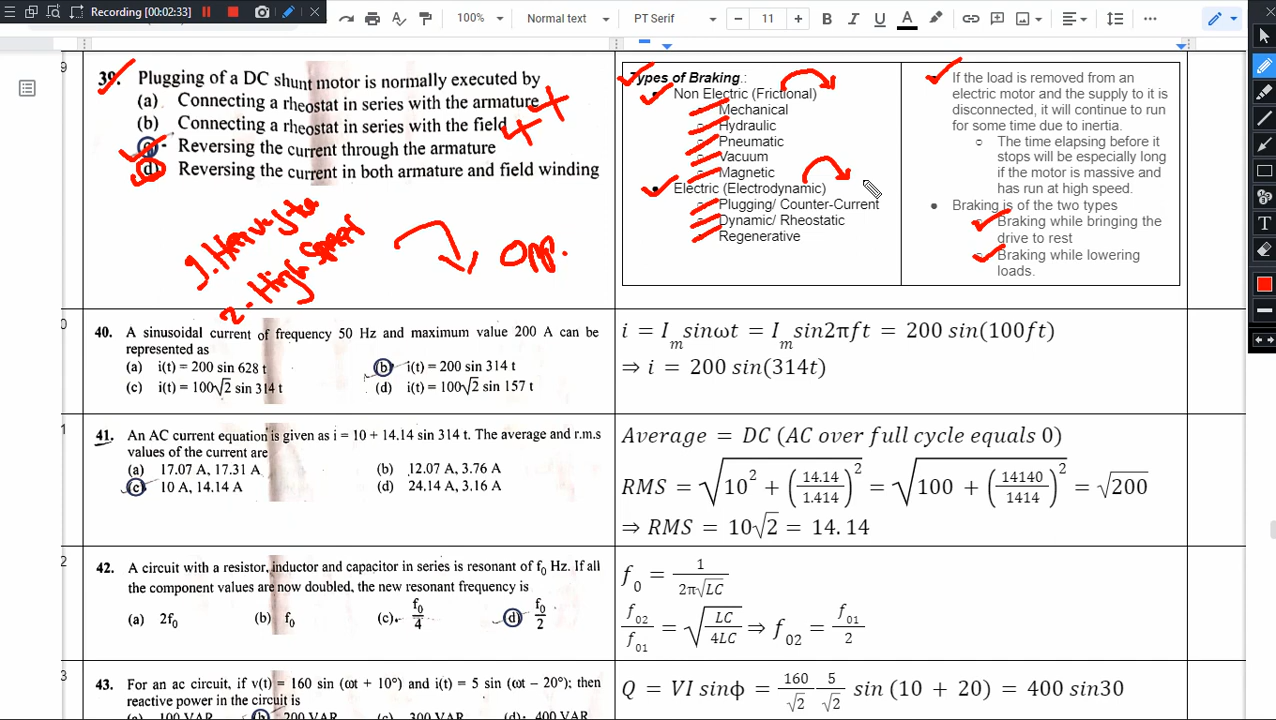 Recording [00:02:33]
100% Normal text PT Serif 11 B I U A
9
39. Plugging of a DC shunt motor is normally executed by
(a) Connecting a rheostat in series with the armature
(b) Connecting a rheostat in series with the field
(c) Reversing the current through the armature
(d) Reversing the current in both armature and field winding
2. High Speed
Opp.
Types of Braking.:
Non Electric (Frictional)
Mechanical
Hydraulic
Pneumatic
Vacuum
Magnetic
Electric (Electrodynamic)
Plugging/ Counter-Current
Dynamic/ Rheostatic
Regenerative
If the load is removed from an
electric motor and the supply to it is
disconnected, it will continue to run
for some time due to inertia.
The time elapsing before it
stops will be especially long
if the motor is massive and
has run at high speed.
Braking is of the two types
Braking while bringing the
drive to rest
Braking while lowering
loads.
0
40. A sinusoidal current of frequency 50 Hz and maximum value 200 A can be
represented as
(a) i(t) = 200 sin 628 t (b) i(t) = 200 sin 314 t
(c) i(t) = 100√2 sin 314 t (d) i(t) = 100√2 sin 157 t
i = I_m sinωt = I_m sin2πft = 200 sin(100ft)
⇒ i = 200 sin(314t)
1
41. An AC current equation is given as i = 10 + 14.14 sin 314 t. The average and r.m.s
values of the current are
(a) 17.07 A, 17.31 A (b) 12.07 A, 3.76 A
(c) 10 A, 14.14 A (d) 24.14 A, 3.16 A
Average = DC (AC over full cycle equals 0)
RMS = √(10² + (14.14/1.414)²) = √(100 + (14140/1414)²) = √200
⇒ RMS = 10√2 = 14.14
2
42. A circuit with a resistor, inductor and capacitor in series is resonant of f₀ Hz. If all
the component values are now doubled, the new resonant frequency is
(a) 2f₀ (b) f₀ (c) f₀/4 (d) f₀/2
f₀ = 1/2π√LC
f₀₂/f₀₁ = √(LC/4LC) ⇒ f₀₂ = f₀₁/2
3
43. For an ac circuit, if v(t) = 160 sin (ωt + 10°) and i(t) = 5 sin (ωt – 20°); then
reactive power in the circuit is
(a) 100 VAR (b) 200 VAR (c) 300 VAR (d) 400 VAR
Q = VI sinφ = 160/√2 5/√2 sin (10 + 20) = 400 sin30